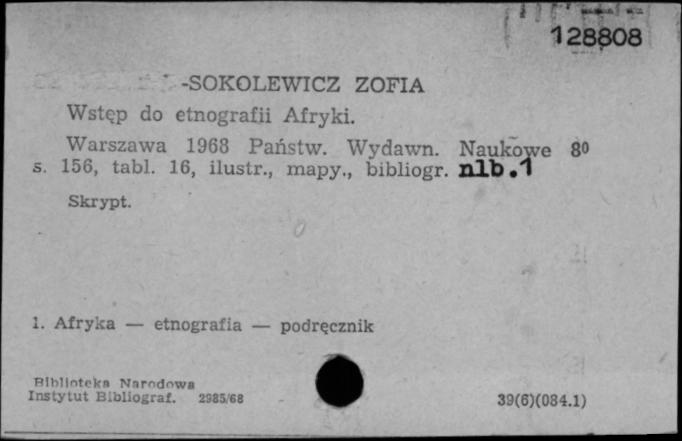 128808
-SOKOLEWICZ ZOFIA
Wstęp do etnografii Afryki.
Warszawa 1968 Państw. Wydawn. Naukowe 8⁰
s. 156, tabl. 16, ilustr., mapy., bibliogr. nlb.1
Skrypt.
1. Afryka — etnografia — podręcznik
Biblioteka Narodowa
Instytut Bibliograf. 2985/68
39(6)(084.1)